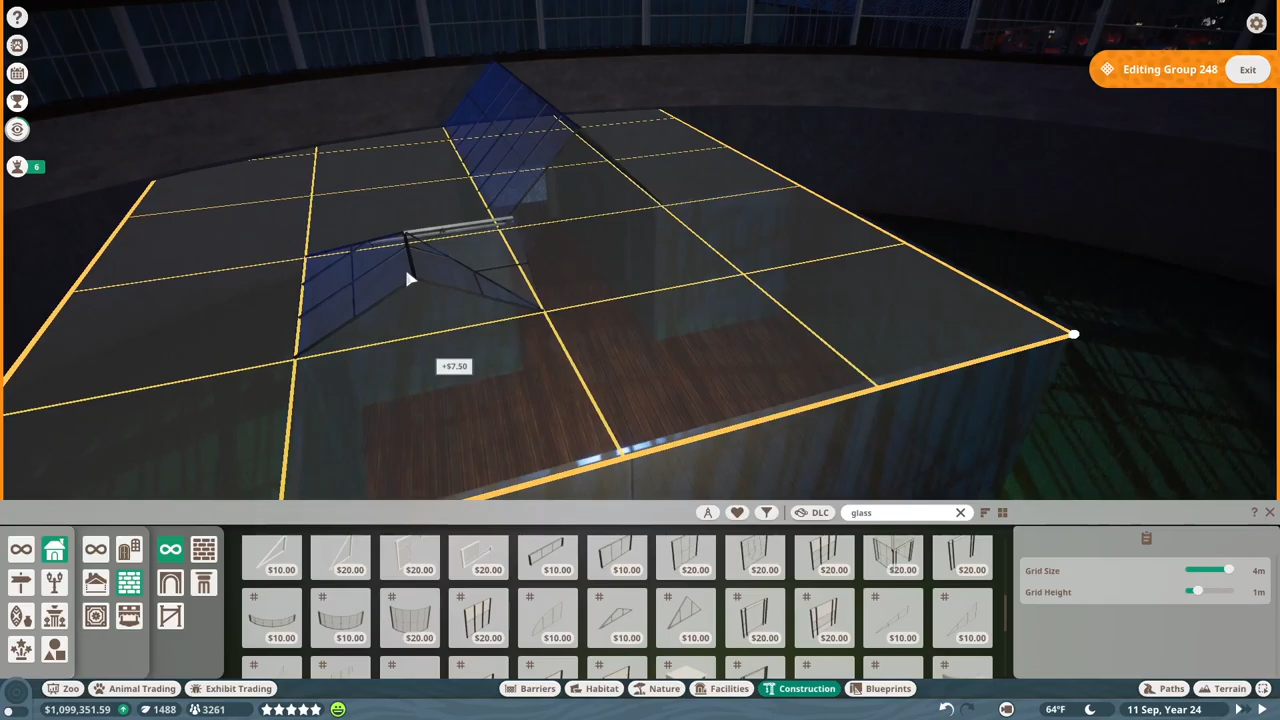 ?
Editing Group 248 Exit
6
+$7.50
DLC glass ?
$10.00 $10.00 $20.00 $20.00 $10.00 $10.00 $20.00 $20.00 $20.00 $20.00 $20.00
$10.00 $10.00 $20.00 $20.00 $10.00 $10.00 $10.00 $20.00 $20.00 $10.00 $10.00
Grid Size 4m
Grid Height 1m
Zoo Animal Trading Exhibit Trading Barriers Habitat Nature Facilities Construction Blueprints Paths Terrain
$1,099,351.59 1488 3261 64°F 11 Sep, Year 24